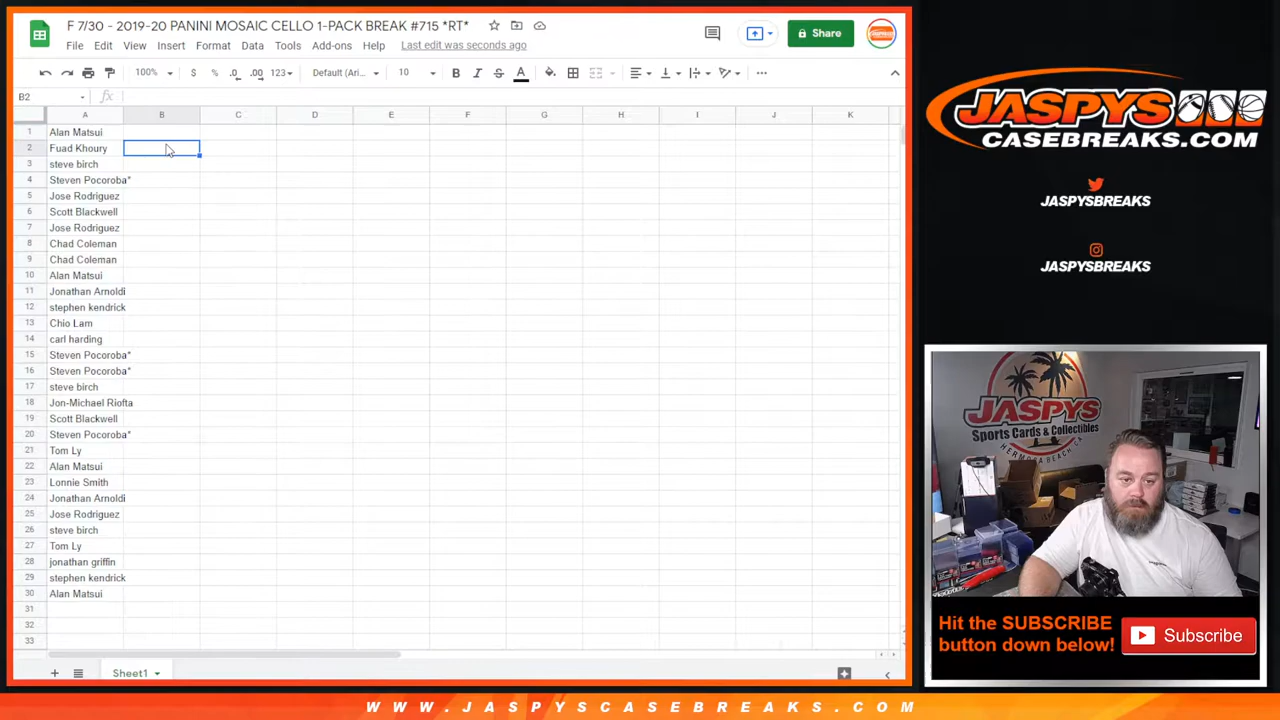 F 7/30 - 2019-20 PANINI MOSAIC CELLO 1-PACK BREAK #715 *RT*
File Edit View Insert Format Data Tools Add-ons Help Last edit was seconds ago
Share
100% $ % .0 .00 123 Default (Ari... 10 B I S A
B2 fx
A B C D E F G H I J K
1 Alan Matsui
2 Fuad Khoury
3 steve birch
4 Steven Pocoroba*
5 Jose Rodriguez
6 Scott Blackwell
7 Jose Rodriguez
8 Chad Coleman
9 Chad Coleman
10 Alan Matsui
11 Jonathan Arnoldi
12 stephen kendrick
13 Chio Lam
14 carl harding
15 Steven Pocoroba*
16 Steven Pocoroba*
17 steve birch
18 Jon-Michael Riofta
19 Scott Blackwell
20 Steven Pocoroba*
21 Tom Ly
22 Alan Matsui
23 Lonnie Smith
24 Jonathan Arnoldi
25 Jose Rodriguez
26 steve birch
27 Tom Ly
28 jonathan griffin
29 stephen kendrick
30 Alan Matsui
31
32
33
Sheet1
JASPYS
CASEBREAKS.COM
JASPYSBREAKS
JASPYSBREAKS
JASPYS
Sports Cards & Collectibles
HERMOSA BEACH CA
Hit the SUBSCRIBE
button down below!
Subscribe
WWW.JASPYSCASEBREAKS.COM